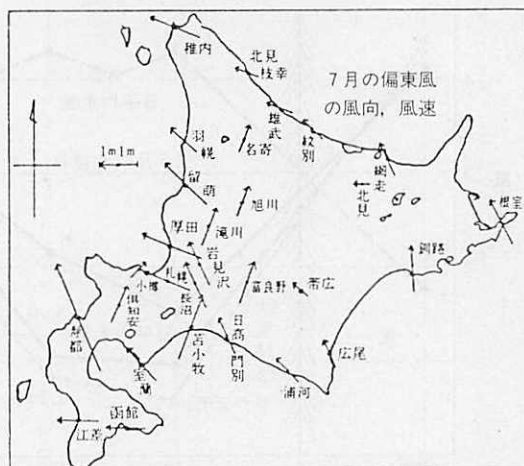 稚内
北見
枝幸
7月の偏東風
の風向，風速
雄武
紋別
羽幌
名寄
1m1m
網走
留萌
北見
旭川
根室
滝川
厚田
岩見沢
釧路
札幌
小樽
長沼
富良野
帯広
倶知安
寿都
日高
門別
苫小牧
広尾
室蘭
浦河
函館
江差